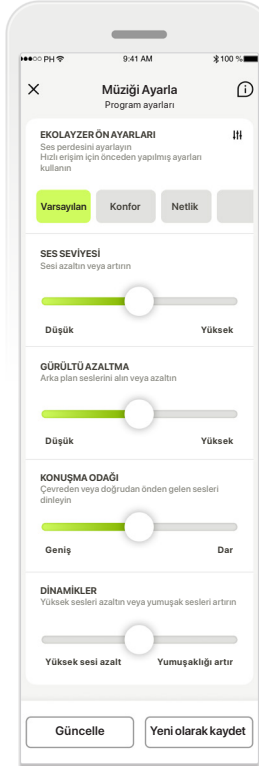 PH 9:41 AM 100 %
Müziği Ayarla
Program ayarları
EKOLAYZER ÖN AYARLARI
Ses perdesini ayarlayın
Hızlı erişim için önceden yapılmış ayarları
kullanın
Varsayılan Konfor Netlik
SES SEVİYESİ
Sesi azaltın veya artırın
Düşük Yüksek
GÜRÜLTÜ AZALTMA
Arka plan seslerini alın veya azaltın
Düşük Yüksek
KONUŞMA ODAĞI
Çevreden veya doğrudan önden gelen sesleri
dinleyin
Geniş Dar
DİNAMİKLER
Yüksek sesleri azaltın veya yumuşak sesleri artırın
Yüksek sesi azalt Yumuşaklığı artır
Güncelle Yeni olarak kaydet